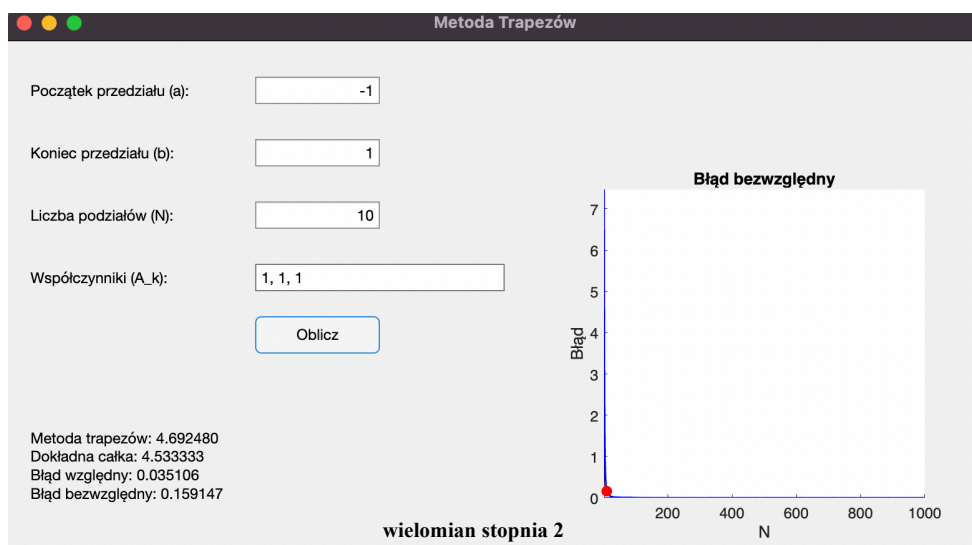 Metoda Trapezów
Początek przedziału (a): -1
Koniec przedziału (b): 1
Liczba podziałów (N): 10
Współczynniki (A_k): 1, 1, 1
Oblicz
Metoda trapezów: 4.692480
Dokładna całka: 4.533333
Błąd względny: 0.035106
Błąd bezwzględny: 0.159147
Błąd bezwzględny
Błąd
7
6
5
4
3
2
1
0
200 400 600 800 1000
N
wielomian stopnia 2